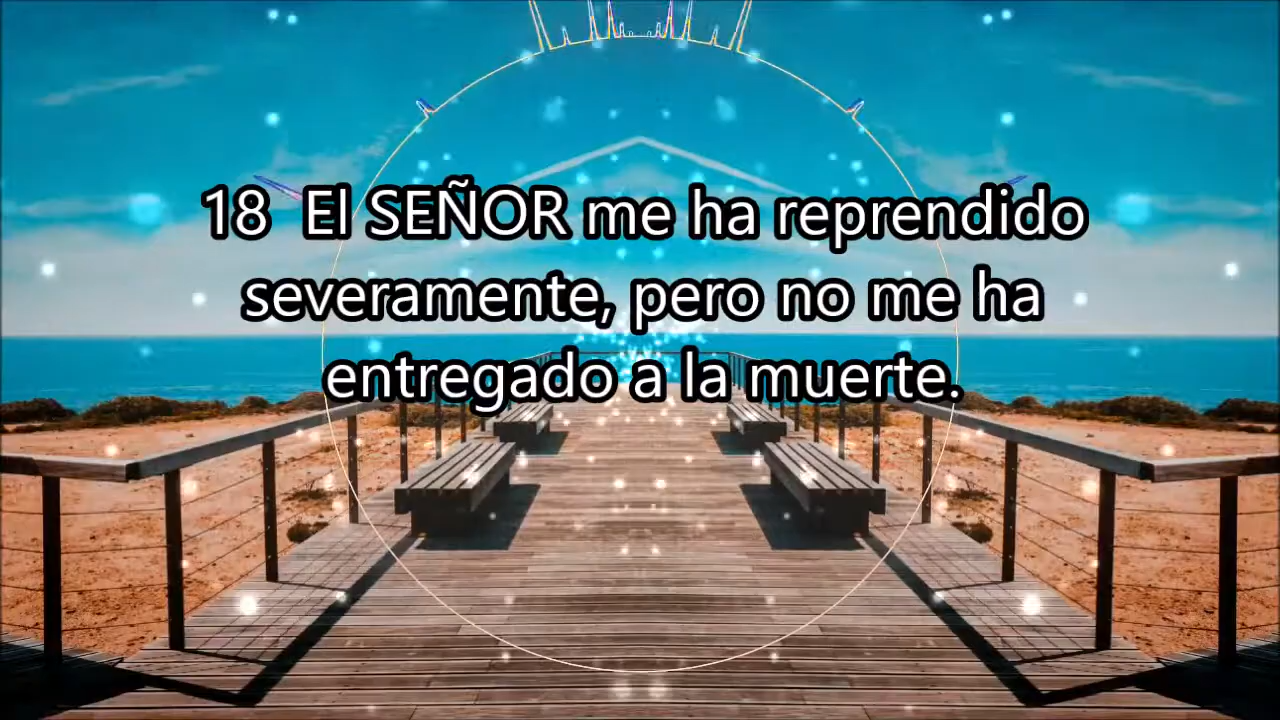 18  El SEÑOR me ha reprendido
severamente, pero no me ha
entregado a la muerte.